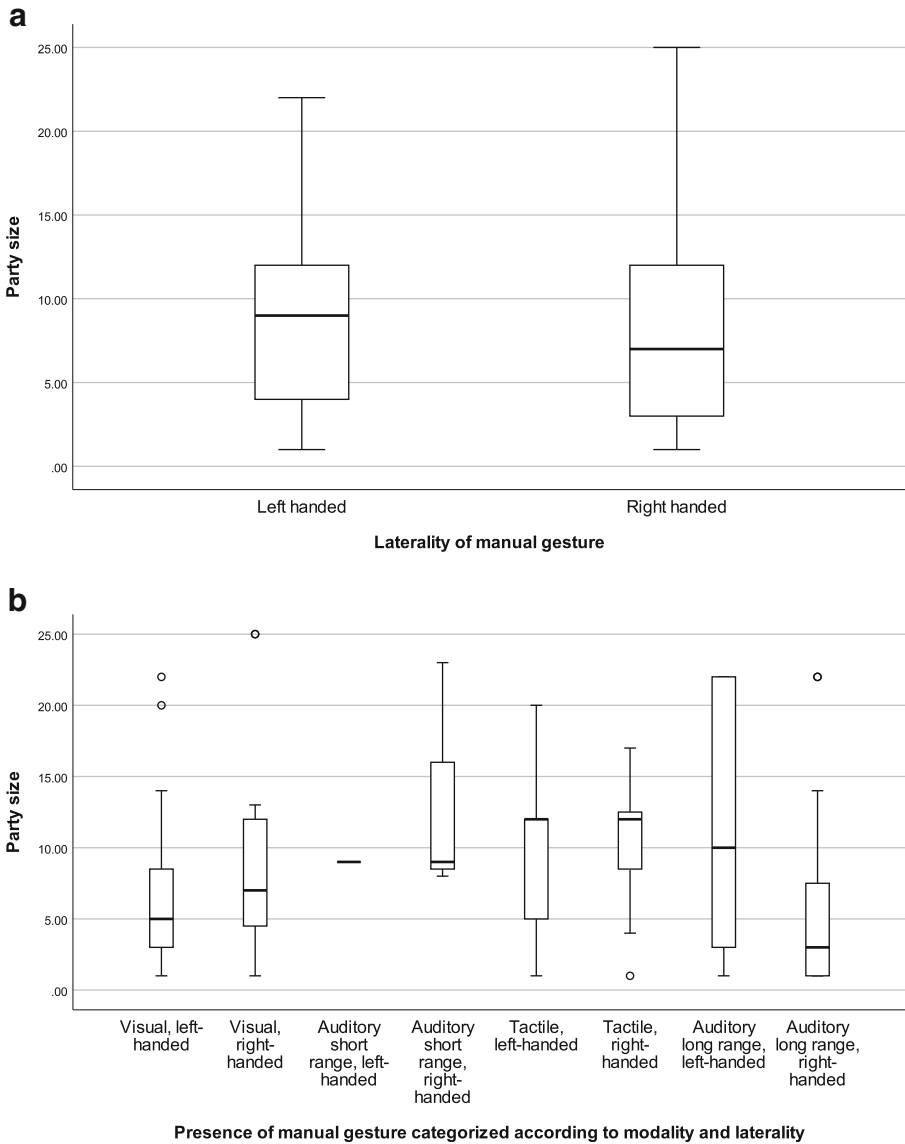 a
25.00
20.00
15.00
10.00
5.00
.00
Party size
Left handed
Right handed
Laterality of manual gesture
b
25.00
20.00
15.00
10.00
5.00
.00
Party size
Visual, left-
handed
Visual,
right-
handed
Auditory
short
range, left-
handed
Auditory
short
range,
right-
handed
Tactile,
left-handed
Tactile,
right-
handed
Auditory
long range,
left-handed
Auditory
long range,
right-
handed
Presence of manual gesture categorized according to modality and laterality